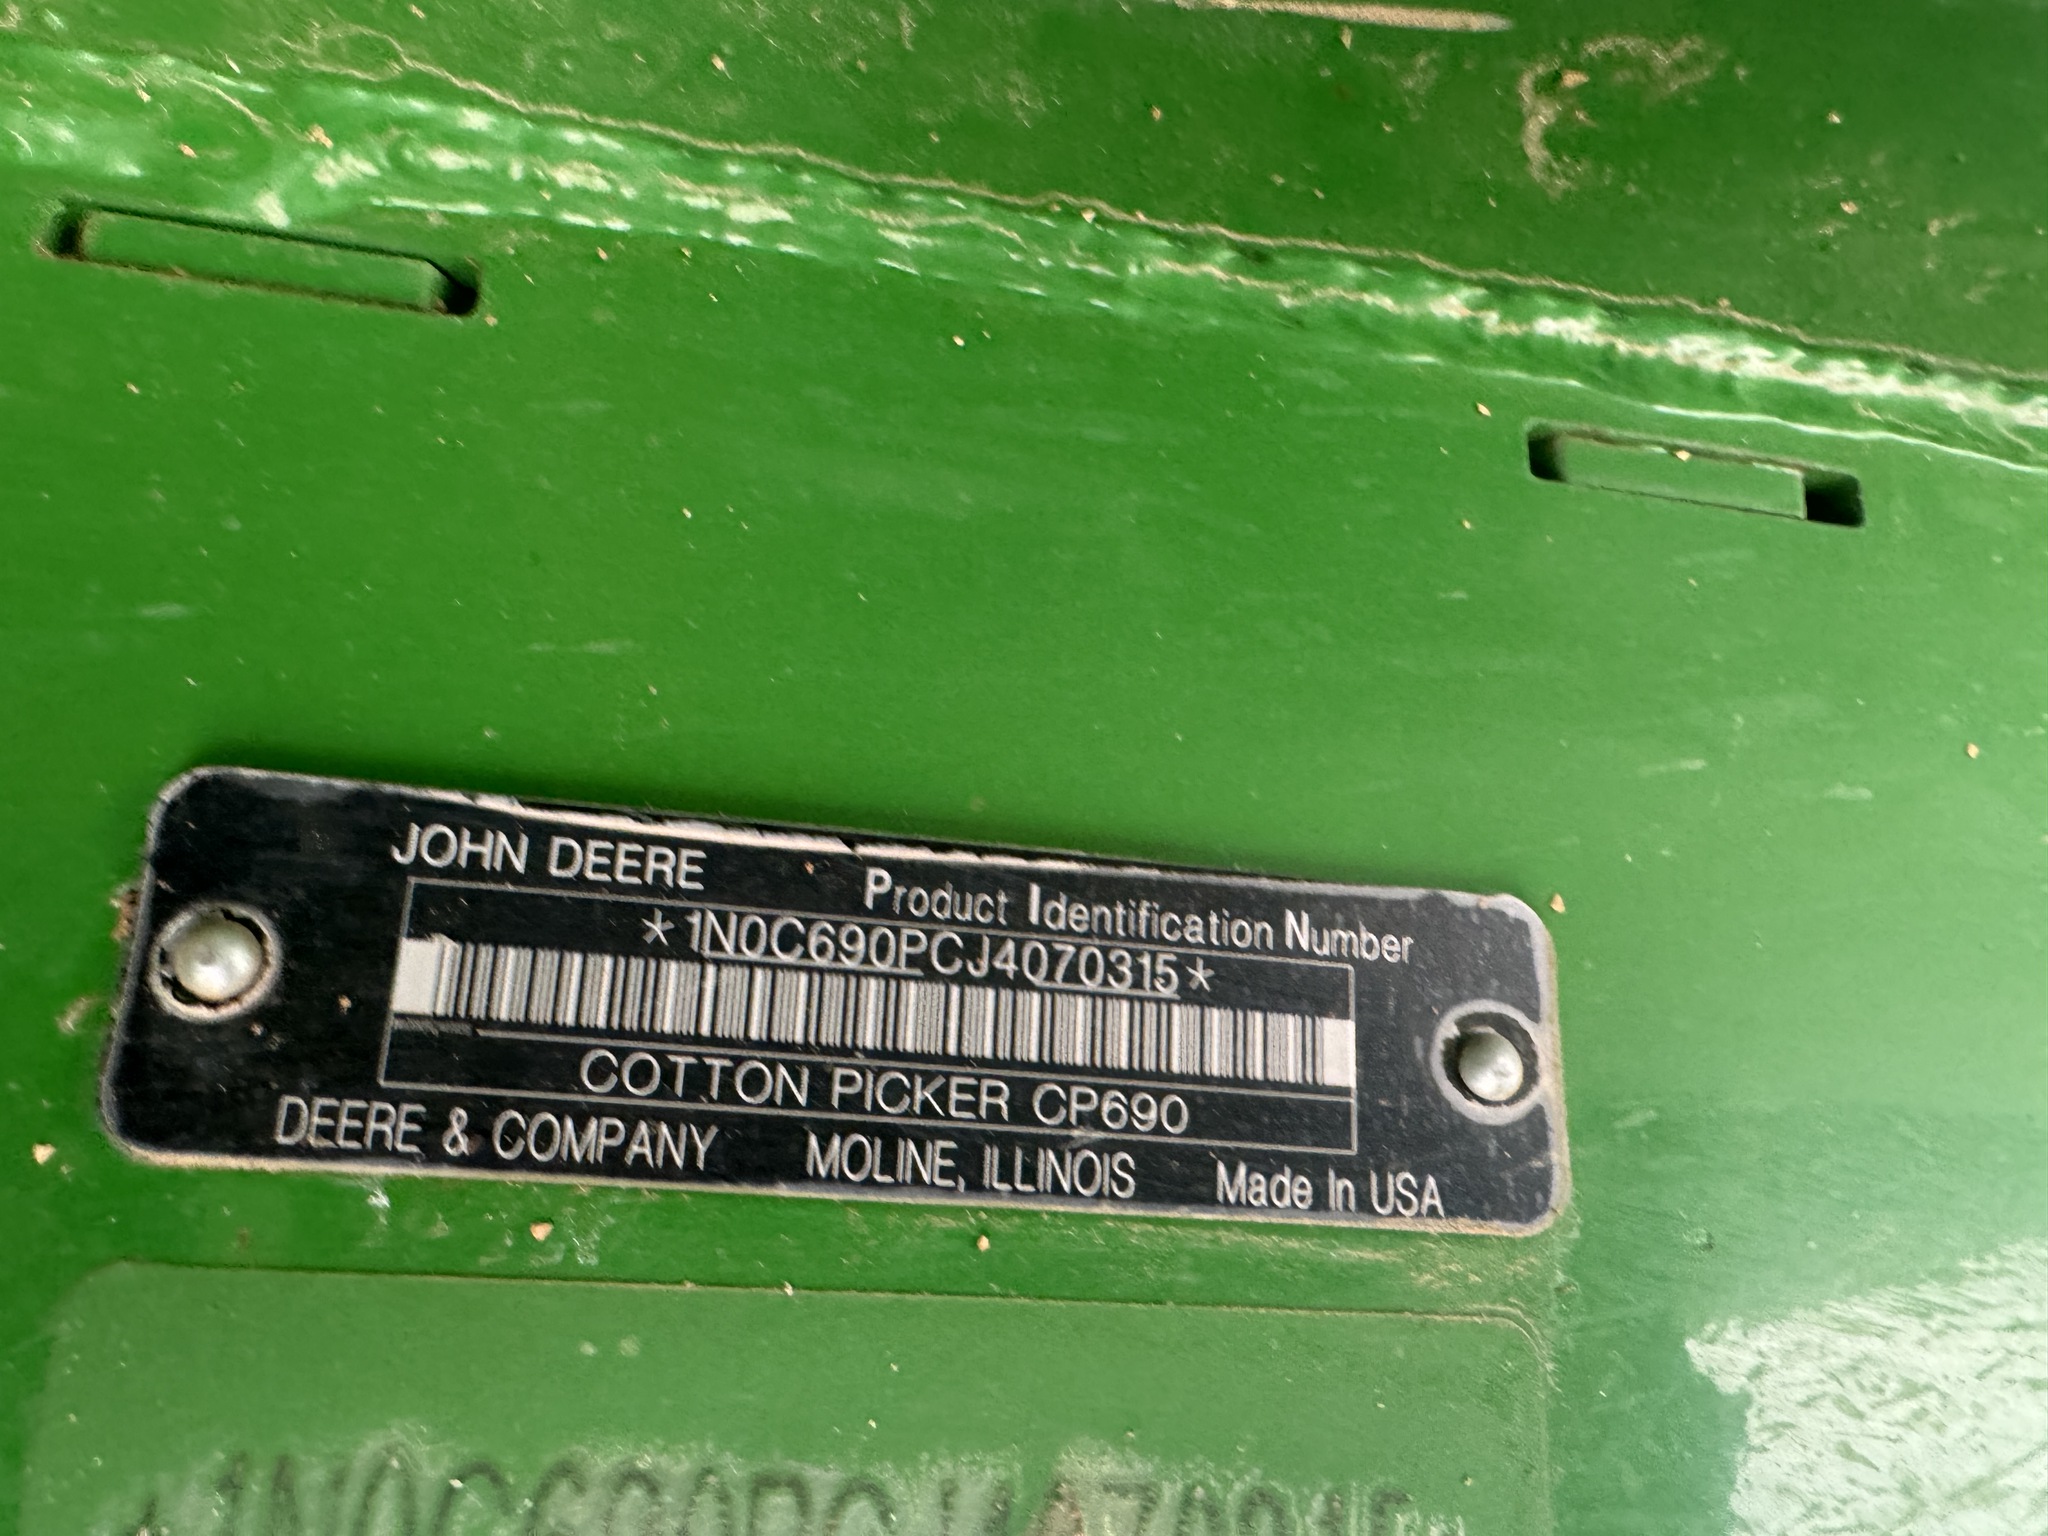 JOHN DEERE
Product Identification Number
*1N0C690PCJ4070315*
COTTON PICKER CP690
DEERE & COMPANY MOLINE, ILLINOIS Made In USA